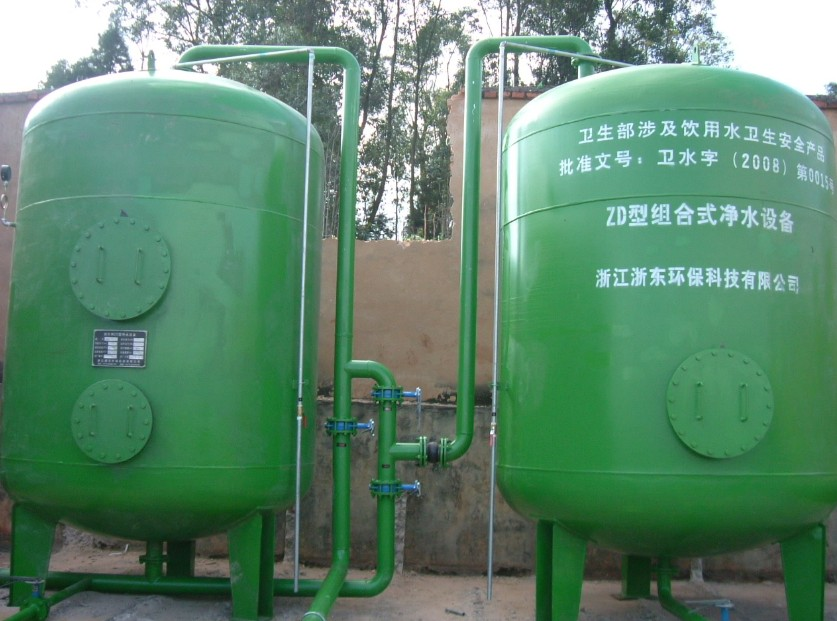 卫生部涉及饮用水卫生安全产品
批准文号：卫水字（2008）第0015
ZD型组合式净水设备
浙江浙东环保科技有限公司